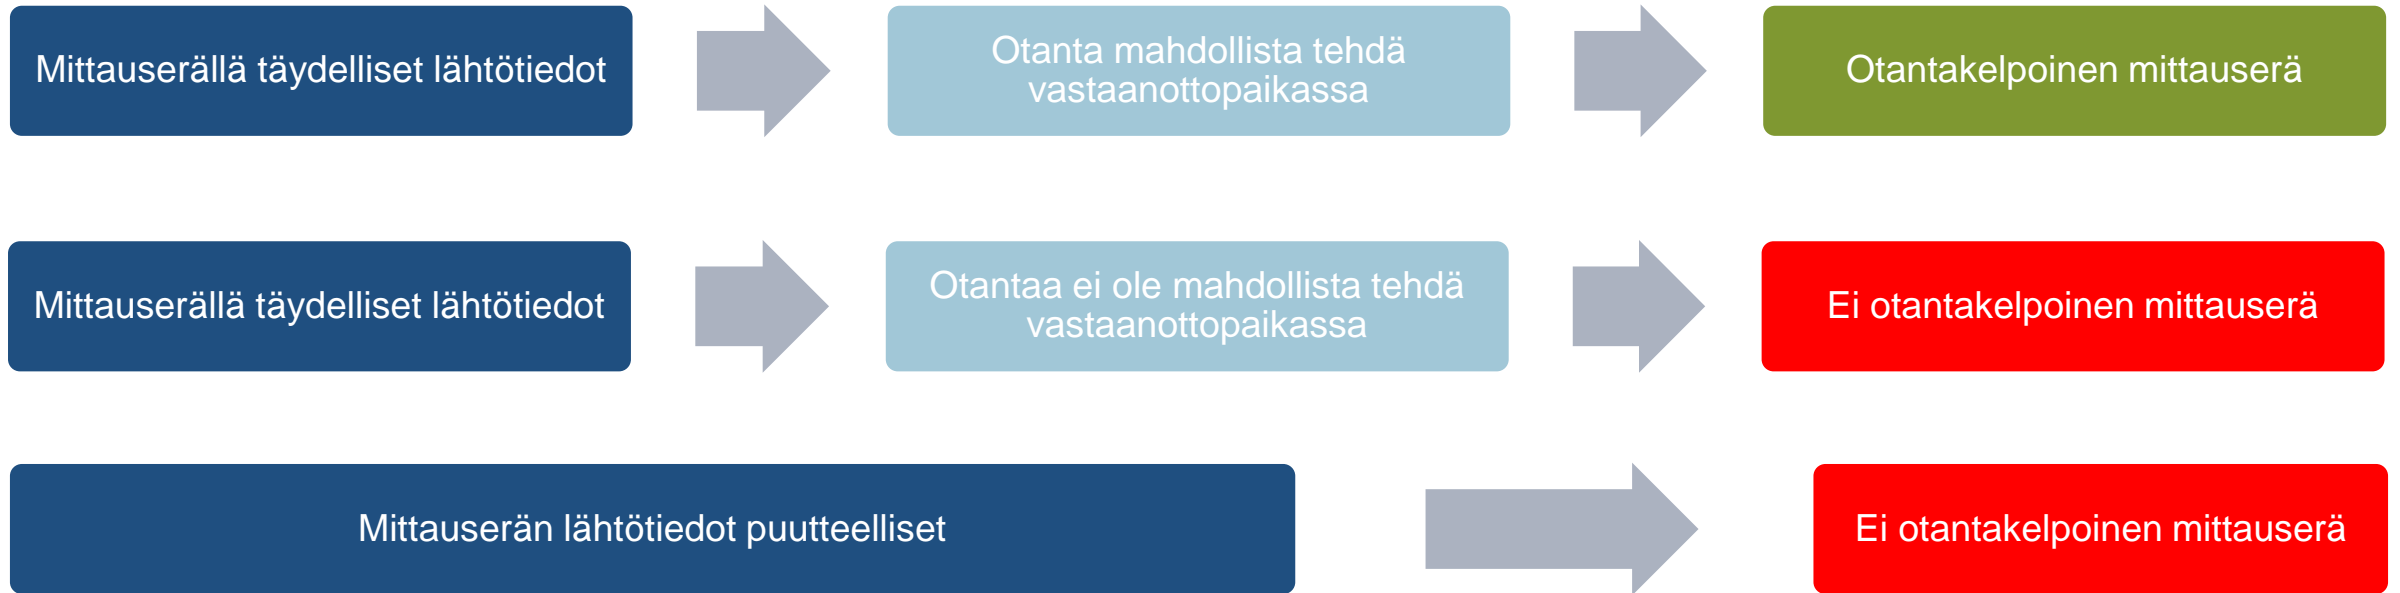 Mittauserällä täydelliset lähtötiedot
Otanta mahdollista tehdä
vastaanottopaikassa
Otantakelpoinen mittauserä
Mittauserällä täydelliset lähtötiedot
Otantaa ei ole mahdollista tehdä
vastaanottopaikassa
Ei otantakelpoinen mittauserä
Mittauserän lähtötiedot puutteelliset
Ei otantakelpoinen mittauserä